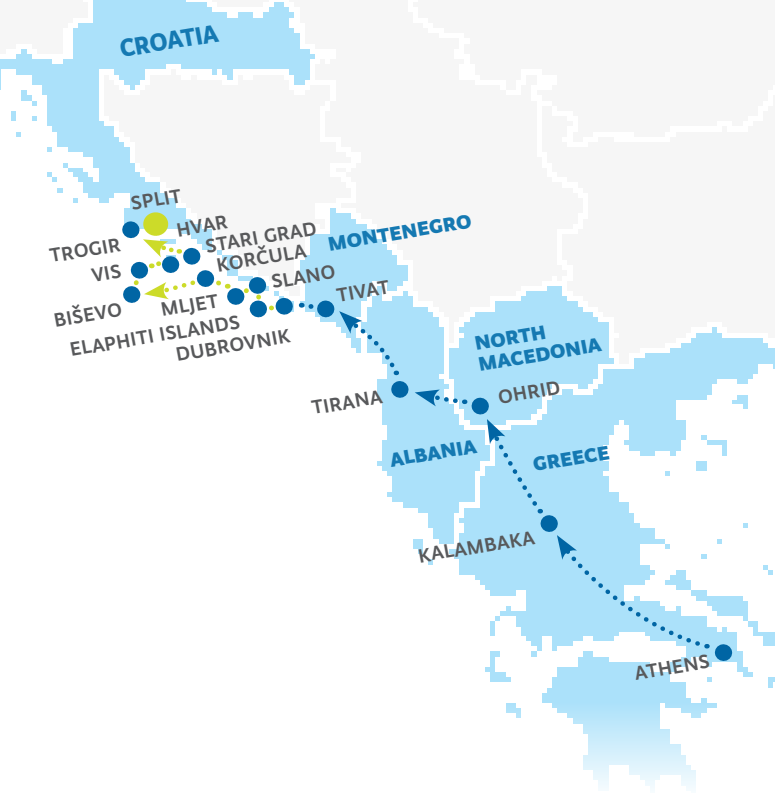 CROATIA
SPLIT
HVAR
TROGIR
STARI GRAD
MONTENEGRO
VIS
KORČULA
SLANO
TIVAT
BIŠEVO
MLJET
ELAPHITI ISLANDS
DUBROVNIK
NORTH
MACEDONIA
TIRANA
OHRID
ALBANIA
GREECE
KALAMBAKA
ATHENS